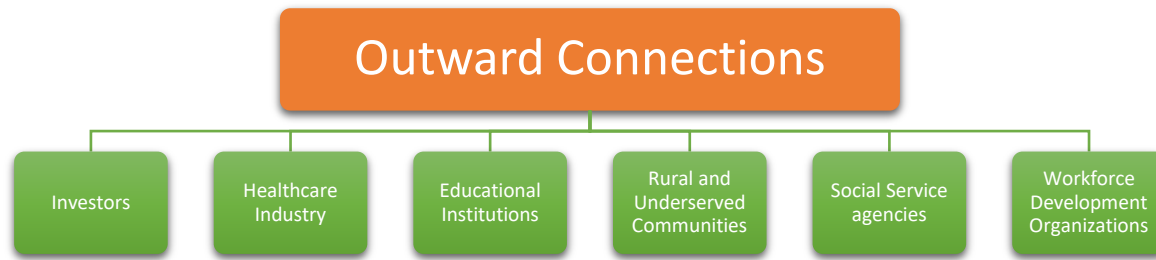 Outward Connections
Investors
Healthcare
Industry
Educational
Institutions
Rural and
Underserved
Communities
Social Service
agencies
Workforce
Development
Organizations